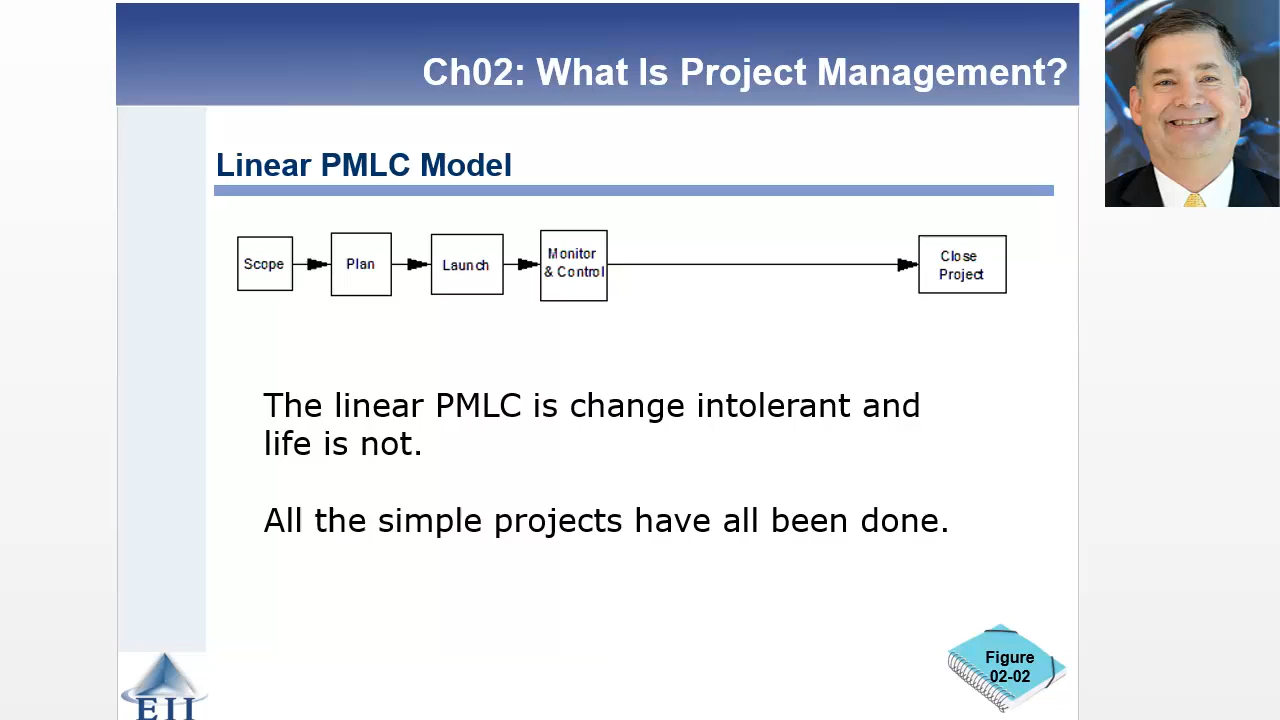 Ch02: What Is Project Management?
Linear PMLC Model
Scope
Plan
Launch
Monitor
& Control
Close
Project
The linear PMLC is change intolerant and
life is not.
All the simple projects have all been done.
Figure
02-02
EII